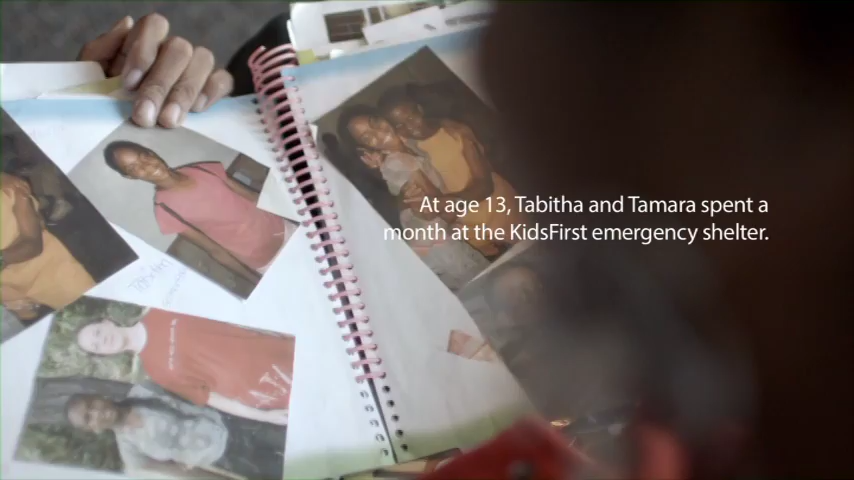 At age 13, Tabitha and Tamara spent a
month at the KidsFirst emergency shelter.